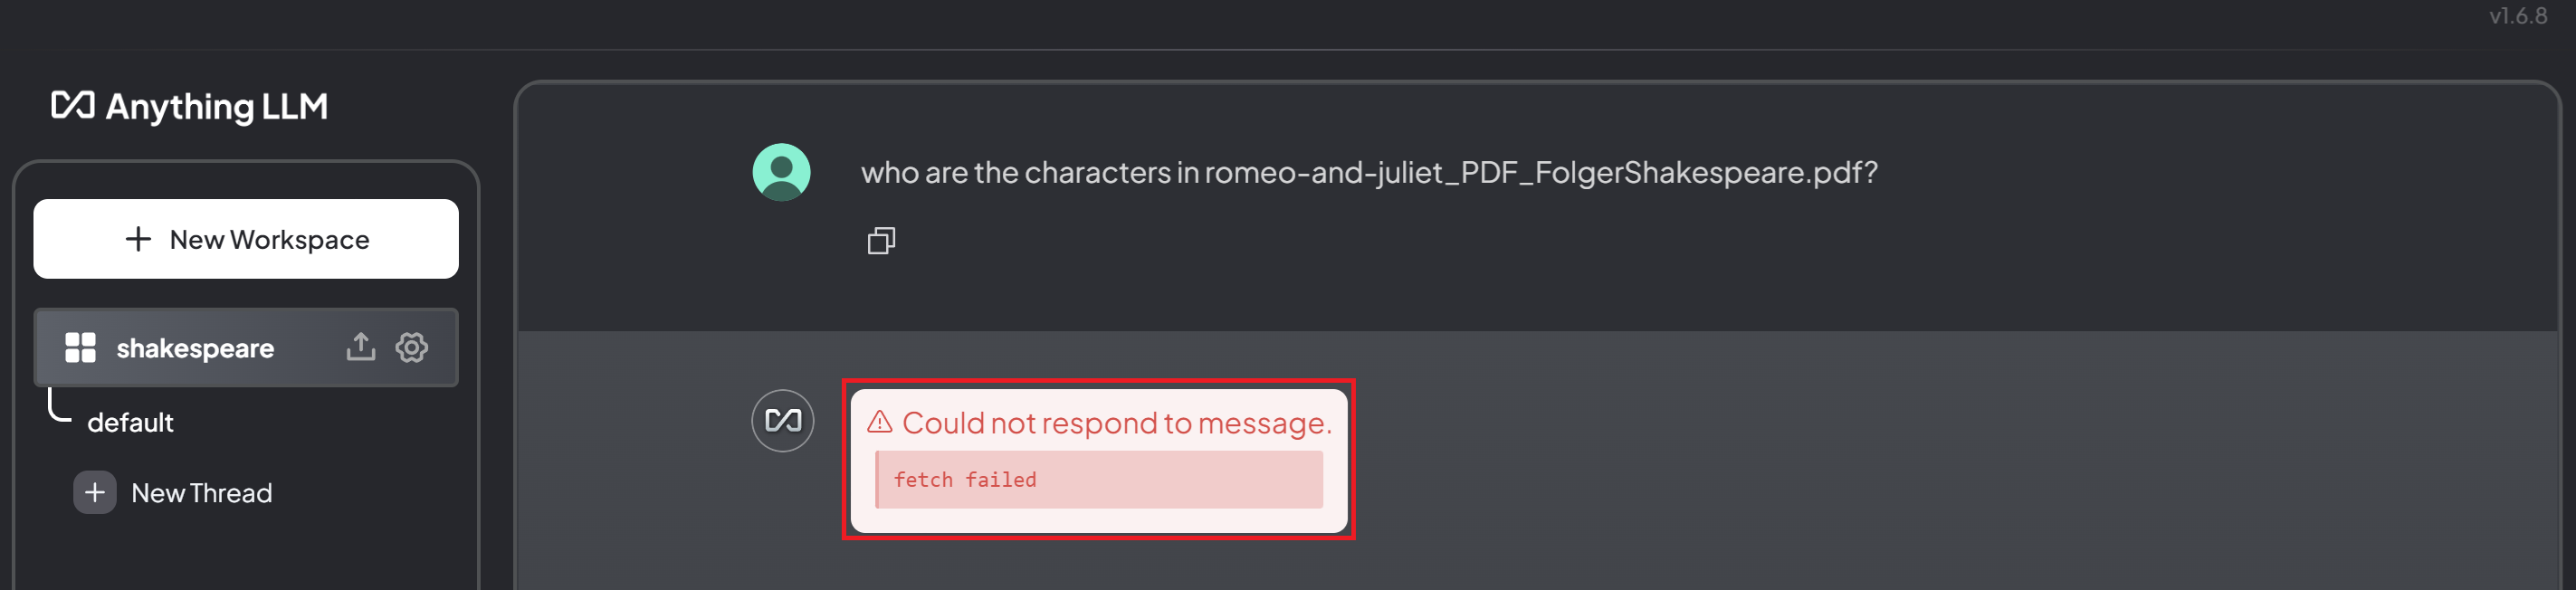 v1.6.8
Anything LLM
New Workspace
shakespeare
default
New Thread
who are the characters in romeo-and-juliet_PDF_FolgerShakespeare.pdf?
Could not respond to message.
fetch failed